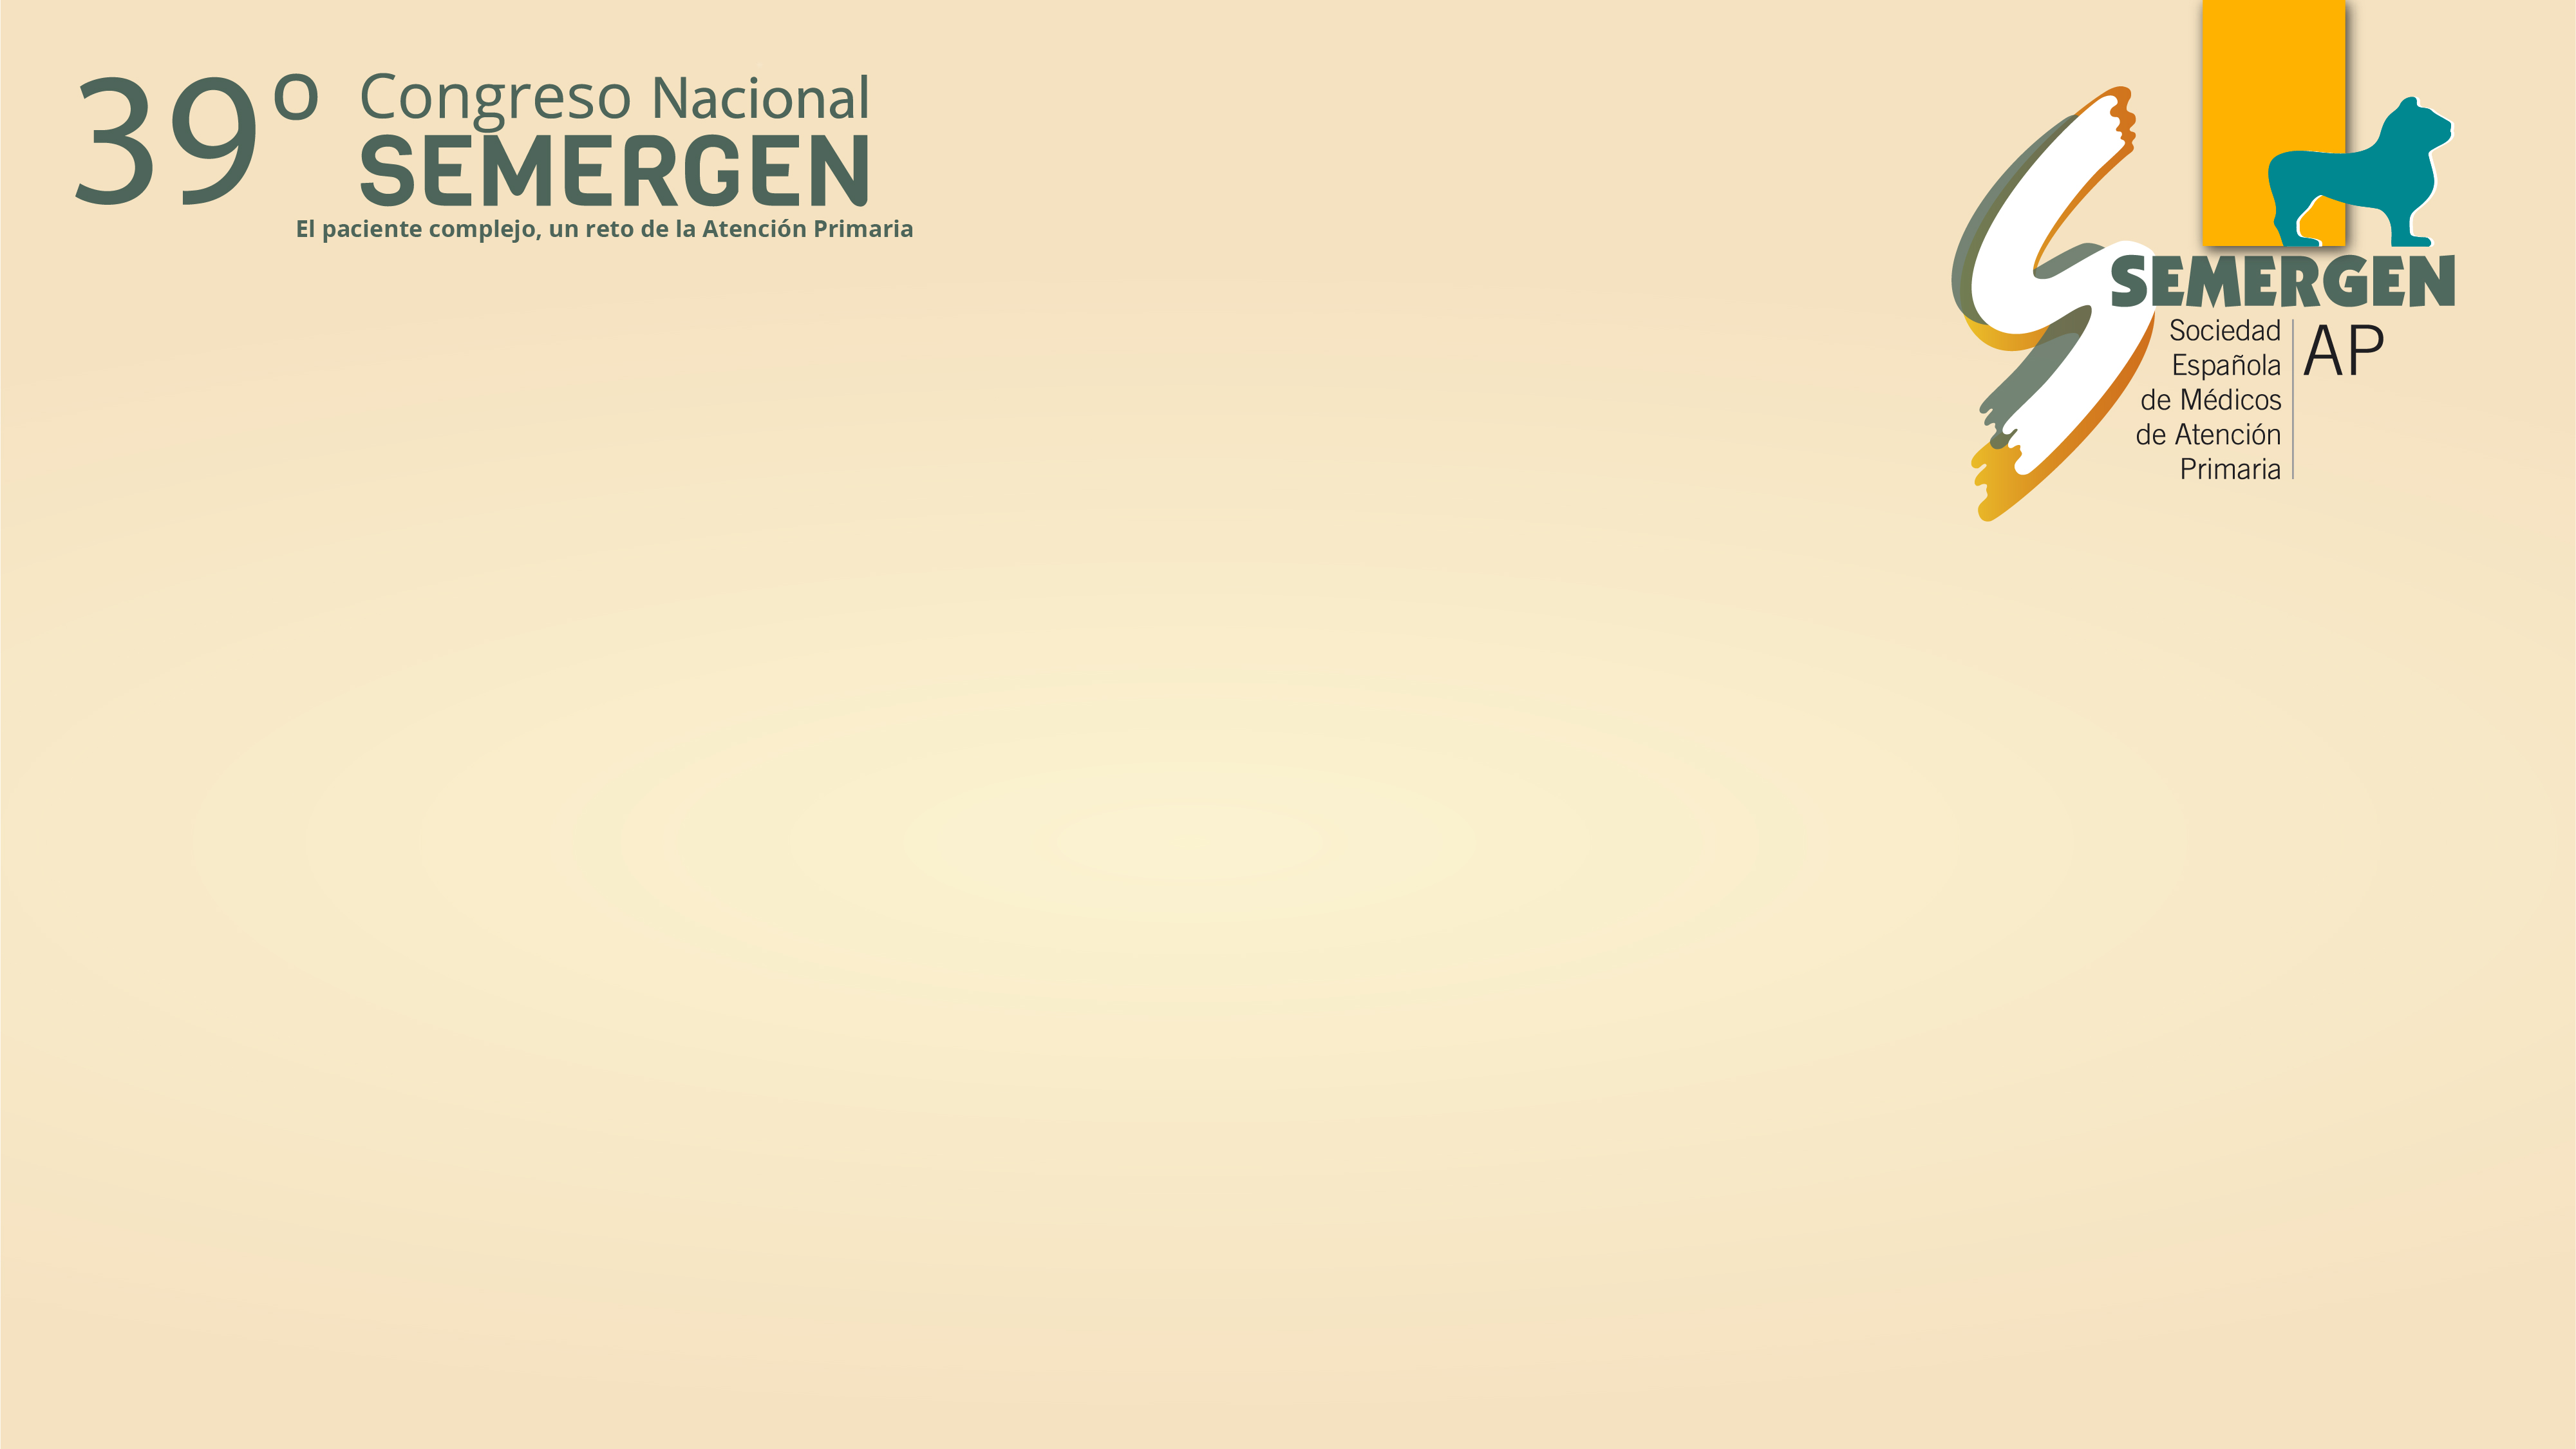 39º Congreso Nacional
SEMERGEN
El paciente complejo, un reto de la Atención Primaria
SEMERGEN
Sociedad
Española
de Médicos
de Atención
Primaria
AP